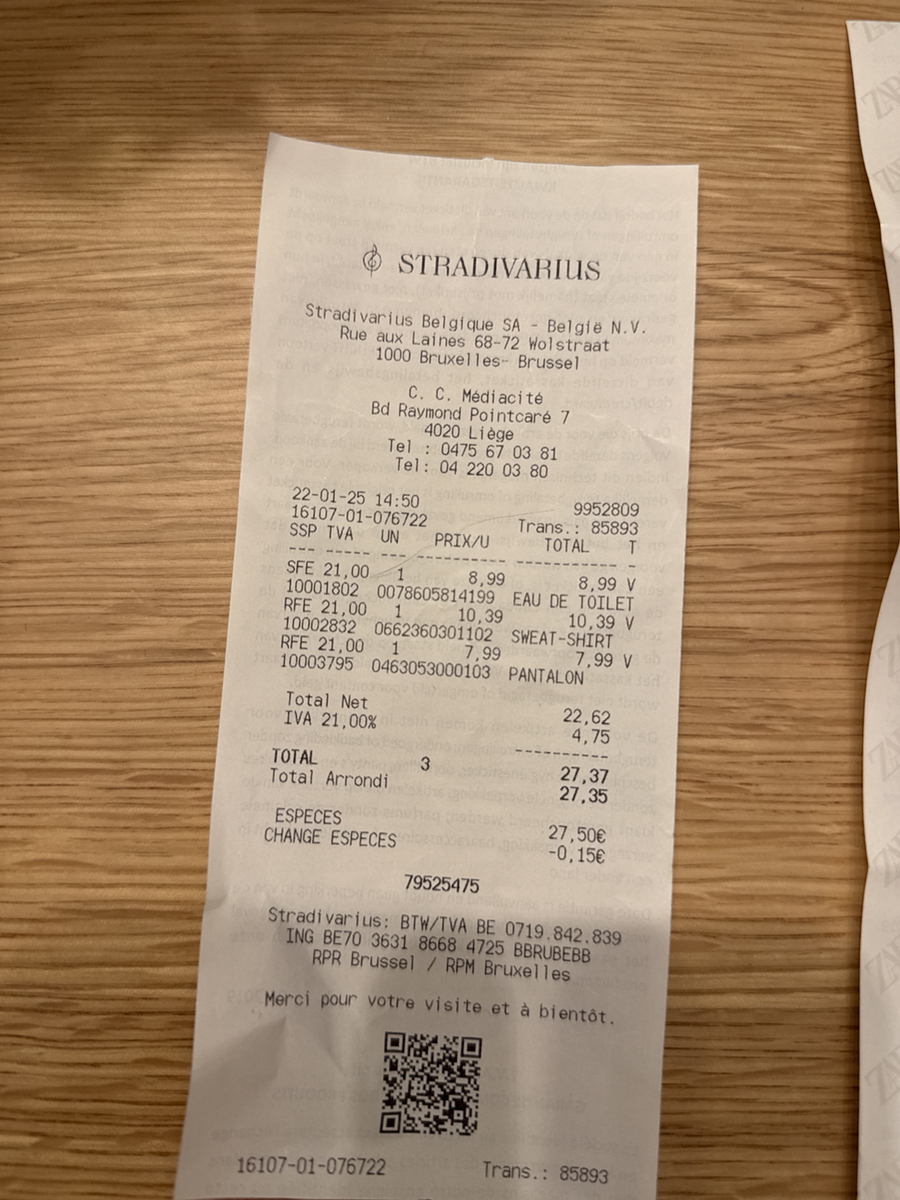 STRADIVARIUS
Stradivarius Belgique SA - België N.V.
Rue aux Laines 68-72 Wolstraat
1000 Bruxelles- Brussel
C. C. Médiacité
Bd Raymond Pointcaré 7
4020 Liège
Tel : 0475 67 03 81
Tel: 04 220 03 80
22-01-25 14:50 9952809
16107-01-076722 Trans.: 85893
SSP TVA UN PRIX/U TOTAL T
--- ----- --- ----------- ----------- -
SFE 21,00 1 8,99 8,99 V
10001802 0078605814199 EAU DE TOILET
RFE 21,00 1 10,39 10,39 V
10002832 0662360301102 SWEAT-SHIRT
RFE 21,00 1 7,99 7,99 V
10003795 0463053000103 PANTALON
Total Net 22,62
IVA 21,00% 4,75
----------
TOTAL 3 27,37
Total Arrondi 27,35
ESPECES 27,50€
CHANGE ESPECES -0,15€
79525475
Stradivarius: BTW/TVA BE 0719.842.839
ING BE70 3631 8668 4725 BBRUBEBB
RPR Brussel / RPM Bruxelles
Merci pour votre visite et à bientôt.
16107-01-076722 Trans.: 85893